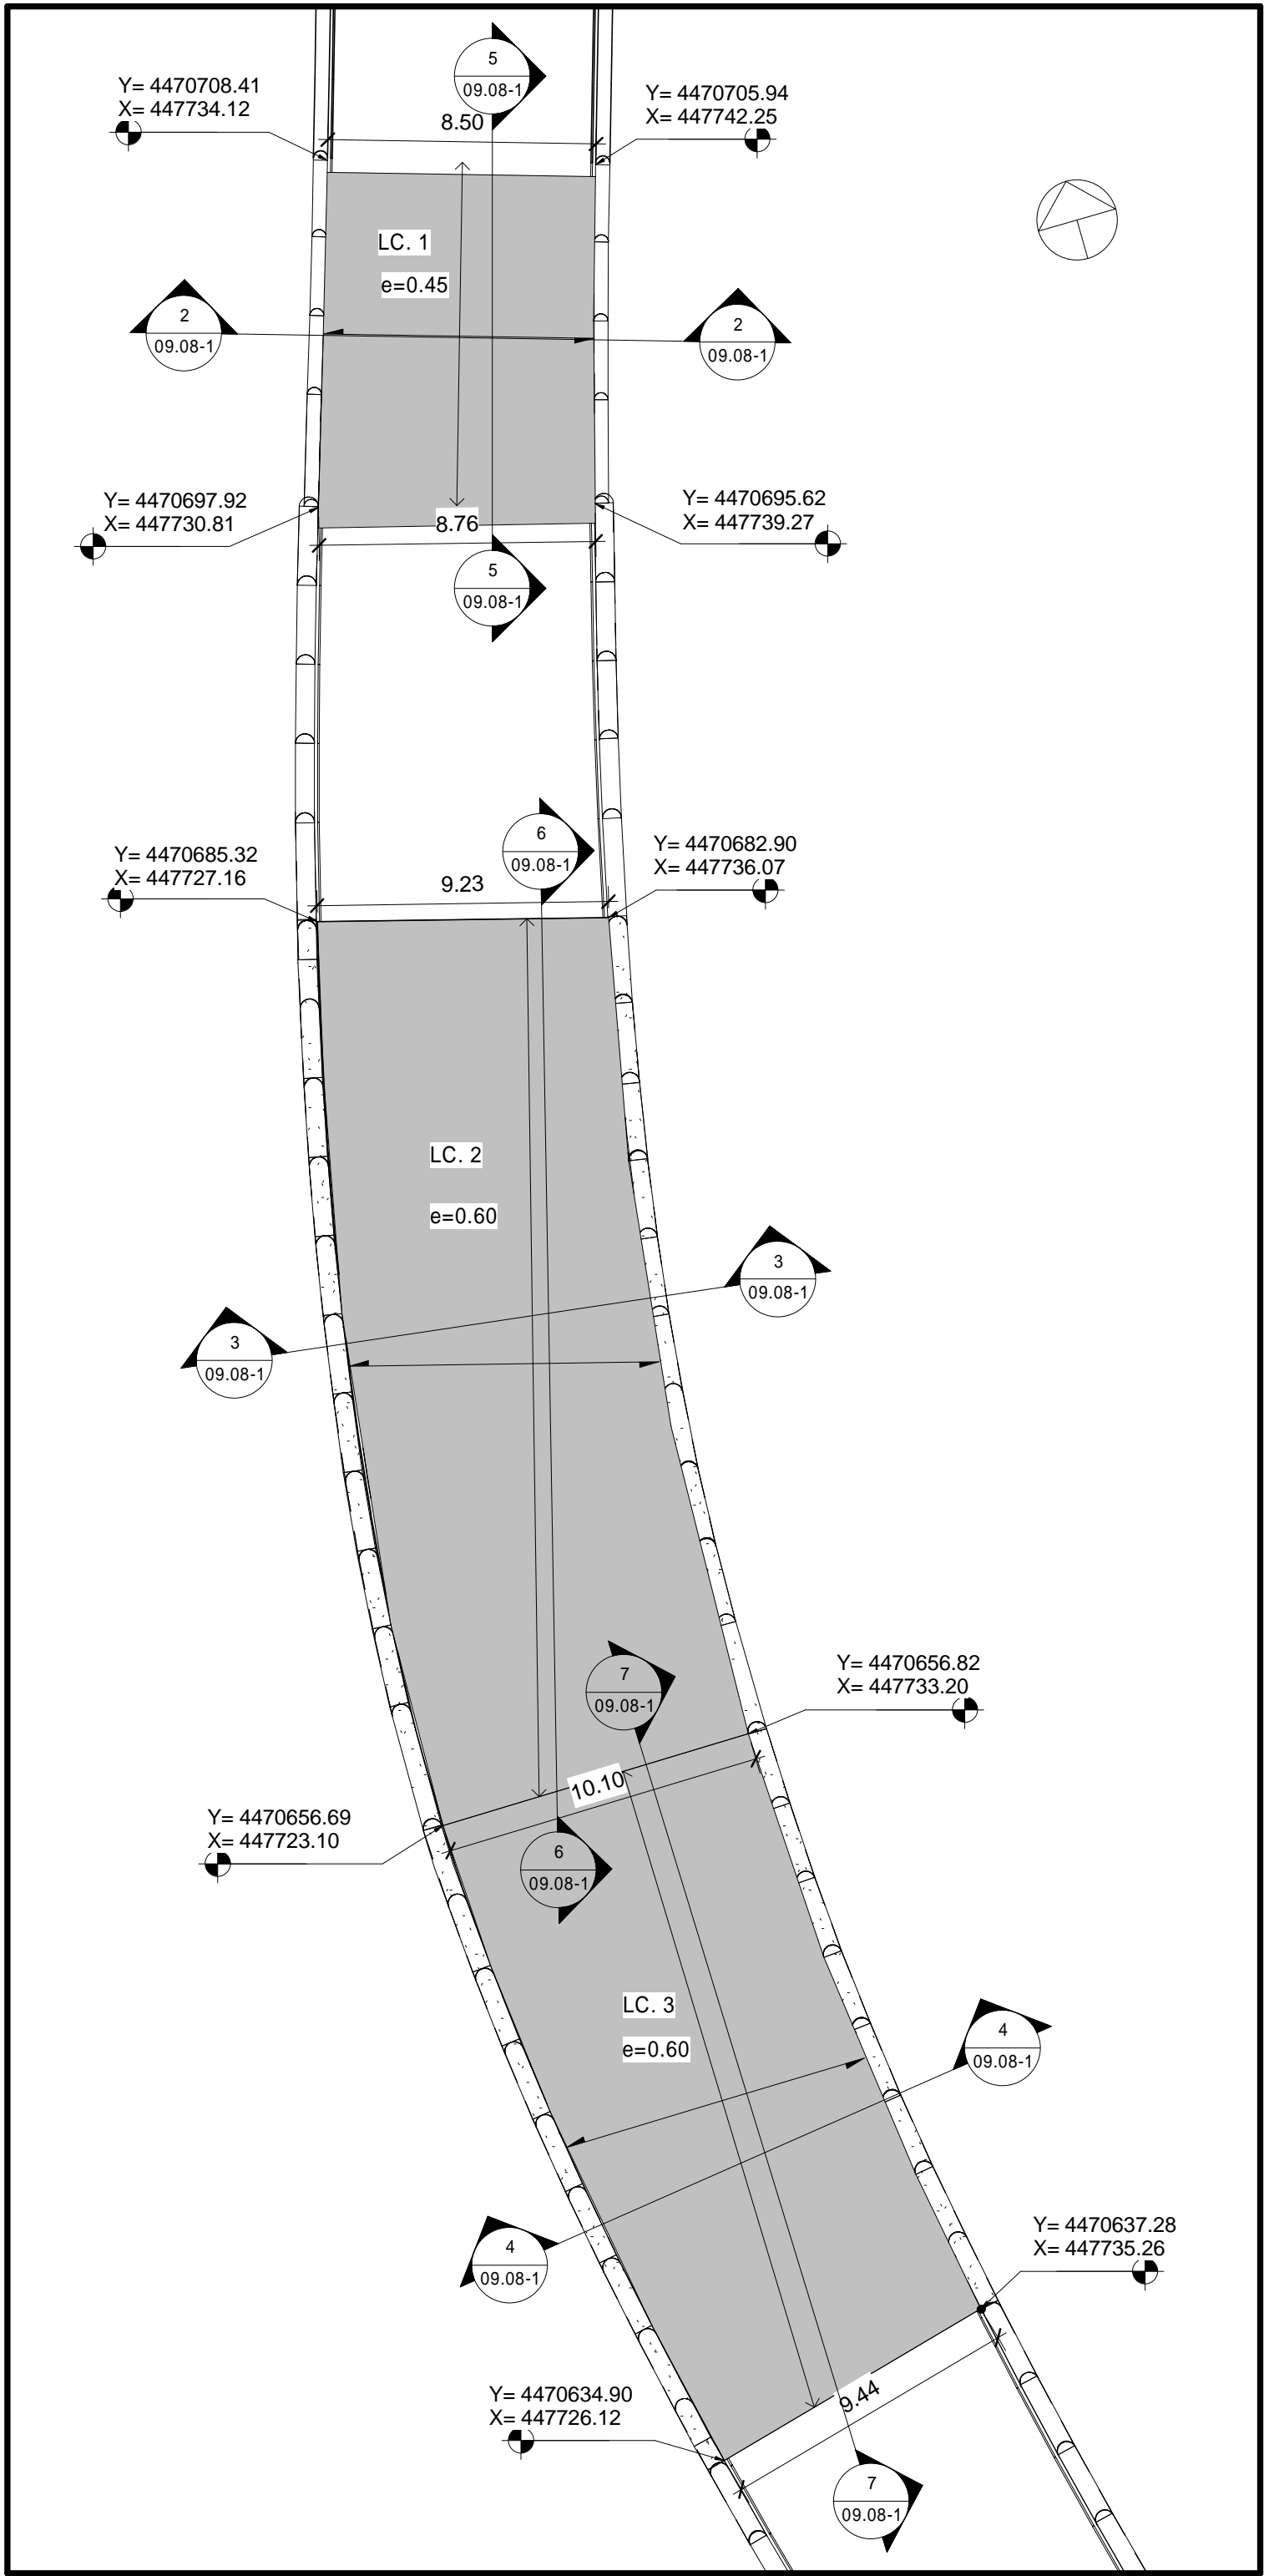 5
09.08-1
Y= 4470708.41
X= 447734.12
Y= 4470705.94
X= 447742.25
8.50
LC. 1
e=0.45
2
09.08-1
2
09.08-1
Y= 4470697.92
X= 447730.81
Y= 4470695.62
X= 447739.27
8.76
5
09.08-1
6
09.08-1
Y= 4470685.32
X= 447727.16
Y= 4470682.90
X= 447736.07
9.23
LC. 2
e=0.60
3
09.08-1
3
09.08-1
7
09.08-1
Y= 4470656.82
X= 447733.20
10.10
Y= 4470656.69
X= 447723.10
6
09.08-1
LC. 3
e=0.60
4
09.08-1
4
09.08-1
Y= 4470637.28
X= 447735.26
9.44
Y= 4470634.90
X= 447726.12
7
09.08-1